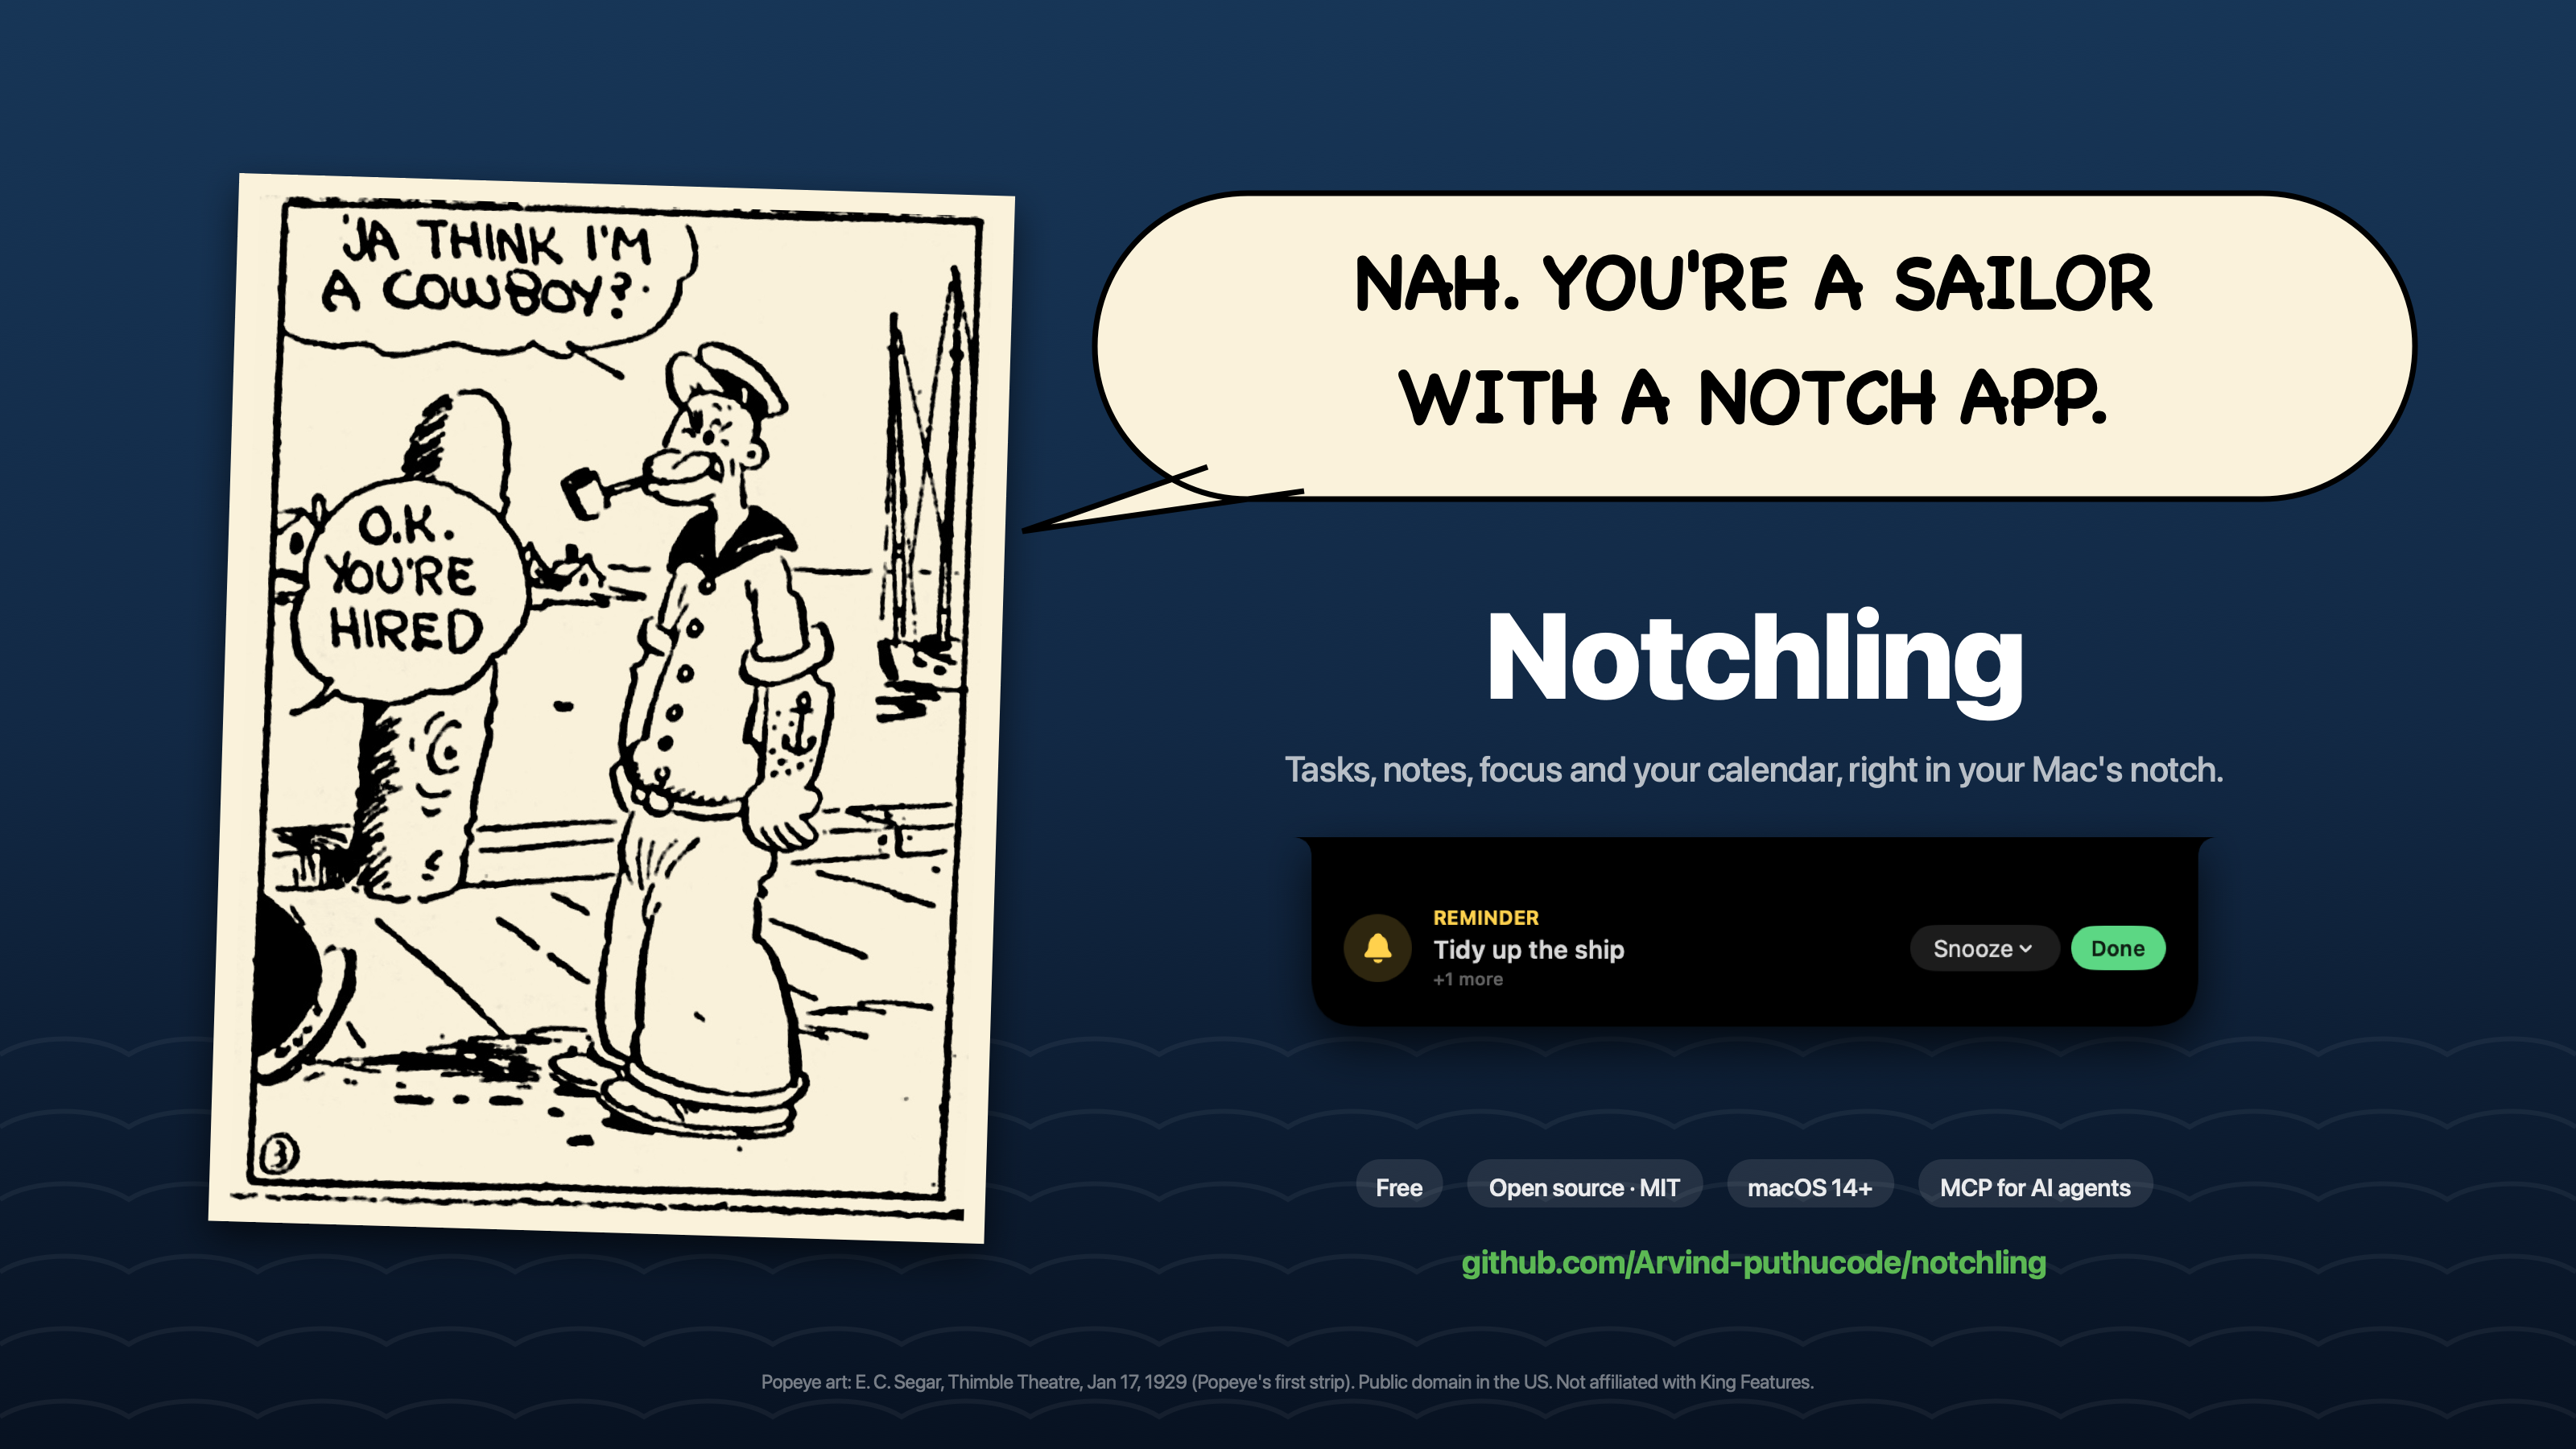 'JA THINK I'M
A COWBOY?
O.K.
YOU'RE
HIRED
3
NAH. YOU'RE A SAILOR
WITH A NOTCH APP.
Notchling
Tasks, notes, focus and your calendar, right in your Mac's notch.
REMINDER
Tidy up the ship
+1 more
Snooze
Done
Free
Open source · MIT
macOS 14+
MCP for AI agents
github.com/Arvind-puthucode/notchling
Popeye art: E. C. Segar, Thimble Theatre, Jan 17, 1929 (Popeye's first strip). Public domain in the US. Not affiliated with King Features.